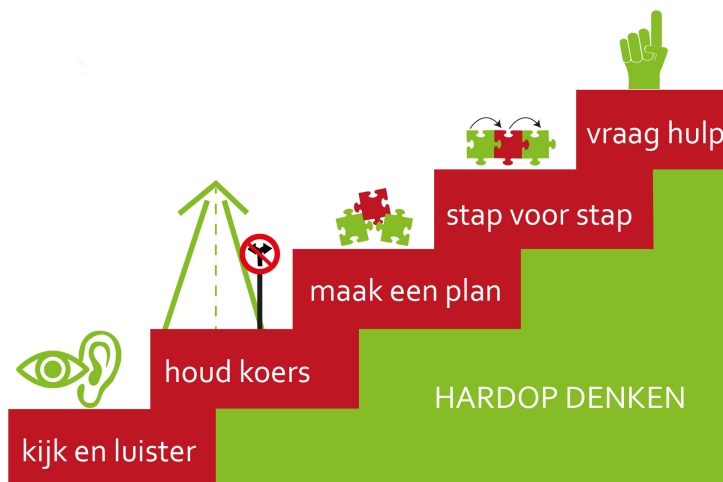 vraag hulp
stap voor stap
maak een plan
houd koers
HARDOP DENKEN
kijk en luister